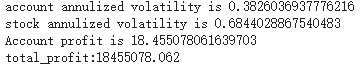 account annulized volatility is 0.3826036937776216
stock annulized volatility is 0.6844028867540483
Account profit is 18.455078061639703
total_profit:18455078.062